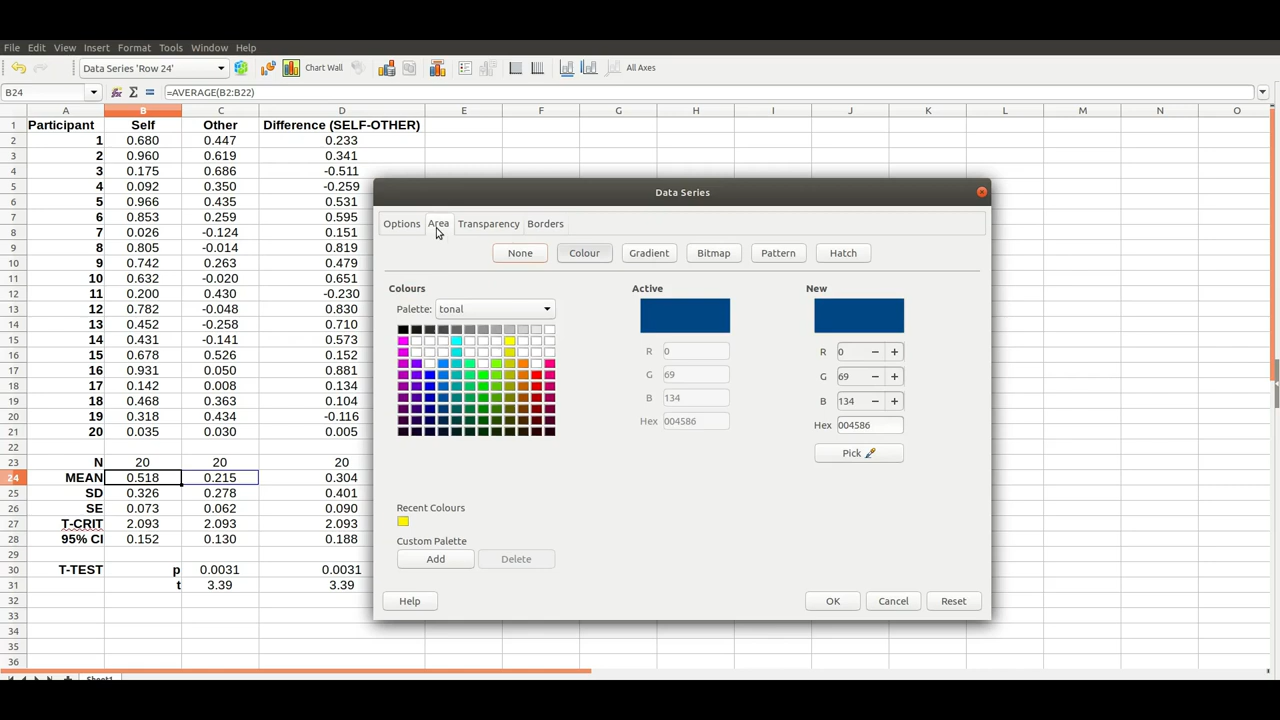 File Edit View Insert Format Tools Window Help
Data Series 'Row 24' Chart Wall All Axes
B24 =AVERAGE(B2:B22)
A B C D E F G H I J K L M N O
1 Participant Self Other Difference (SELF-OTHER)
2 1 0.680 0.447 0.233
3 2 0.960 0.619 0.341
4 3 0.175 0.686 -0.511
5 4 0.092 0.350 -0.259
6 5 0.966 0.435 0.531
7 6 0.853 0.259 0.595
8 7 0.026 -0.124 0.151
9 8 0.805 -0.014 0.819
10 9 0.742 0.263 0.479
11 10 0.632 -0.020 0.651
12 11 0.200 0.430 -0.230
13 12 0.782 -0.048 0.830
14 13 0.452 -0.258 0.710
15 14 0.431 -0.141 0.573
16 15 0.678 0.526 0.152
17 16 0.931 0.050 0.881
18 17 0.142 0.008 0.134
19 18 0.468 0.363 0.104
20 19 0.318 0.434 -0.116
21 20 0.035 0.030 0.005
22
23 N 20 20 20
24 MEAN 0.518 0.215 0.304
25 SD 0.326 0.278 0.401
26 SE 0.073 0.062 0.090
27 T-CRIT 2.093 2.093 2.093
28 95% CI 0.152 0.130 0.188
29
30 T-TEST p 0.0031 0.0031
31 t 3.39 3.39
32
33
34
35
36
Sheet1
Data Series
Options Area Transparency Borders
None Colour Gradient Bitmap Pattern Hatch
Colours Active New
Palette: tonal
R 0 R 0
G 69 G 69
B 134 B 134
Hex 004586 Hex 004586
Pick
Recent Colours
Custom Palette
Add Delete
Help OK Cancel Reset